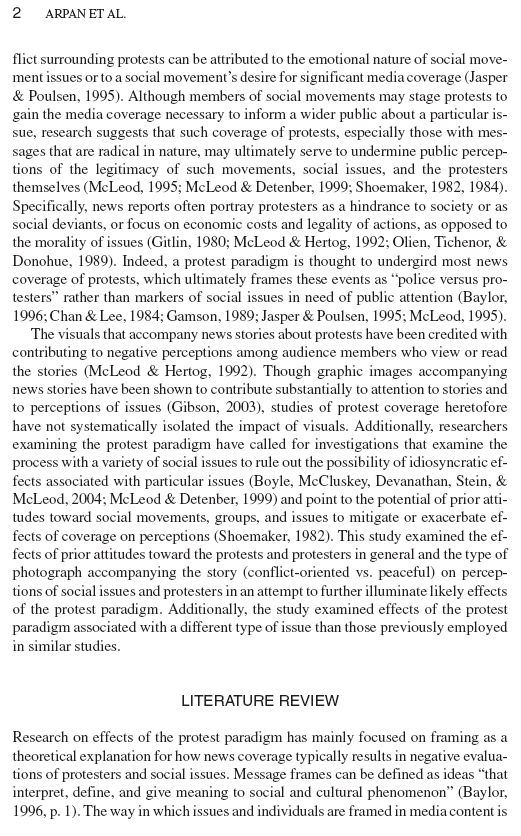 2 ARPAN ET AL.
flict surrounding protests can be attributed to the emotional nature of social move-
ment issues or to a social movement's desire for significant media coverage (Jasper
& Poulsen, 1995). Although members of social movements may stage protests to
gain the media coverage necessary to inform a wider public about a particular is-
sue, research suggests that such coverage of protests, especially those with mes-
sages that are radical in nature, may ultimately serve to undermine public percep-
tions of the legitimacy of such movements, social issues, and the protesters
themselves (McLeod, 1995; McLeod & Detenber, 1999; Shoemaker, 1982, 1984).
Specifically, news reports often portray protesters as a hindrance to society or as
social deviants, or focus on economic costs and legality of actions, as opposed to
the morality of issues (Gitlin, 1980; McLeod & Hertog, 1992; Olien, Tichenor, &
Donohue, 1989). Indeed, a protest paradigm is thought to undergird most news
coverage of protests, which ultimately frames these events as “police versus pro-
testers” rather than markers of social issues in need of public attention (Baylor,
1996; Chan & Lee, 1984; Gamson, 1989; Jasper & Poulsen, 1995; McLeod, 1995).
The visuals that accompany news stories about protests have been credited with
contributing to negative perceptions among audience members who view or read
the stories (McLeod & Hertog, 1992). Though graphic images accompanying
news stories have been shown to contribute substantially to attention to stories and
to perceptions of issues (Gibson, 2003), studies of protest coverage heretofore
have not systematically isolated the impact of visuals. Additionally, researchers
examining the protest paradigm have called for investigations that examine the
process with a variety of social issues to rule out the possibility of idiosyncratic ef-
fects associated with particular issues (Boyle, McCluskey, Devanathan, Stein, &
McLeod, 2004; McLeod & Detenber, 1999) and point to the potential of prior atti-
tudes toward social movements, groups, and issues to mitigate or exacerbate ef-
fects of coverage on perceptions (Shoemaker, 1982). This study examined the ef-
fects of prior attitudes toward the protests and protesters in general and the type of
photograph accompanying the story (conflict-oriented vs. peaceful) on percep-
tions of social issues and protesters in an attempt to further illuminate likely effects
of the protest paradigm. Additionally, the study examined effects of the protest
paradigm associated with a different type of issue than those previously employed
in similar studies.
LITERATURE REVIEW
Research on effects of the protest paradigm has mainly focused on framing as a
theoretical explanation for how news coverage typically results in negative evalua-
tions of protesters and social issues. Message frames can be defined as ideas “that
interpret, define, and give meaning to social and cultural phenomenon” (Baylor,
1996, p. 1). The way in which issues and individuals are framed in media content is